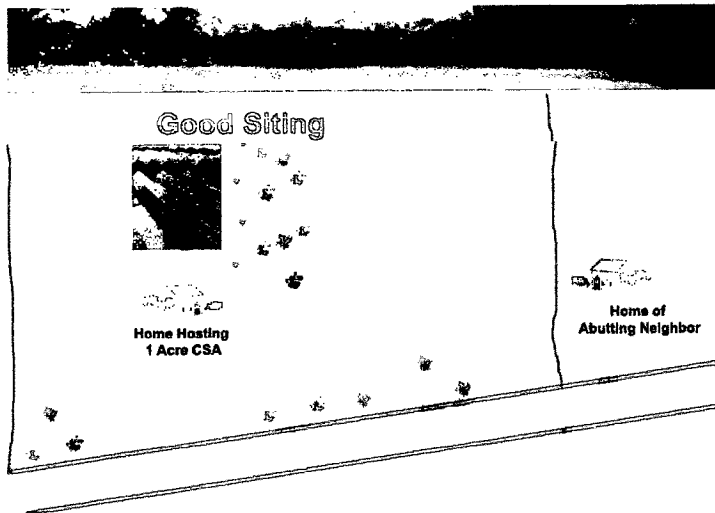 Good Siting
Home Hosting
1 Acre CSA
Home of
Abutting Neighbor